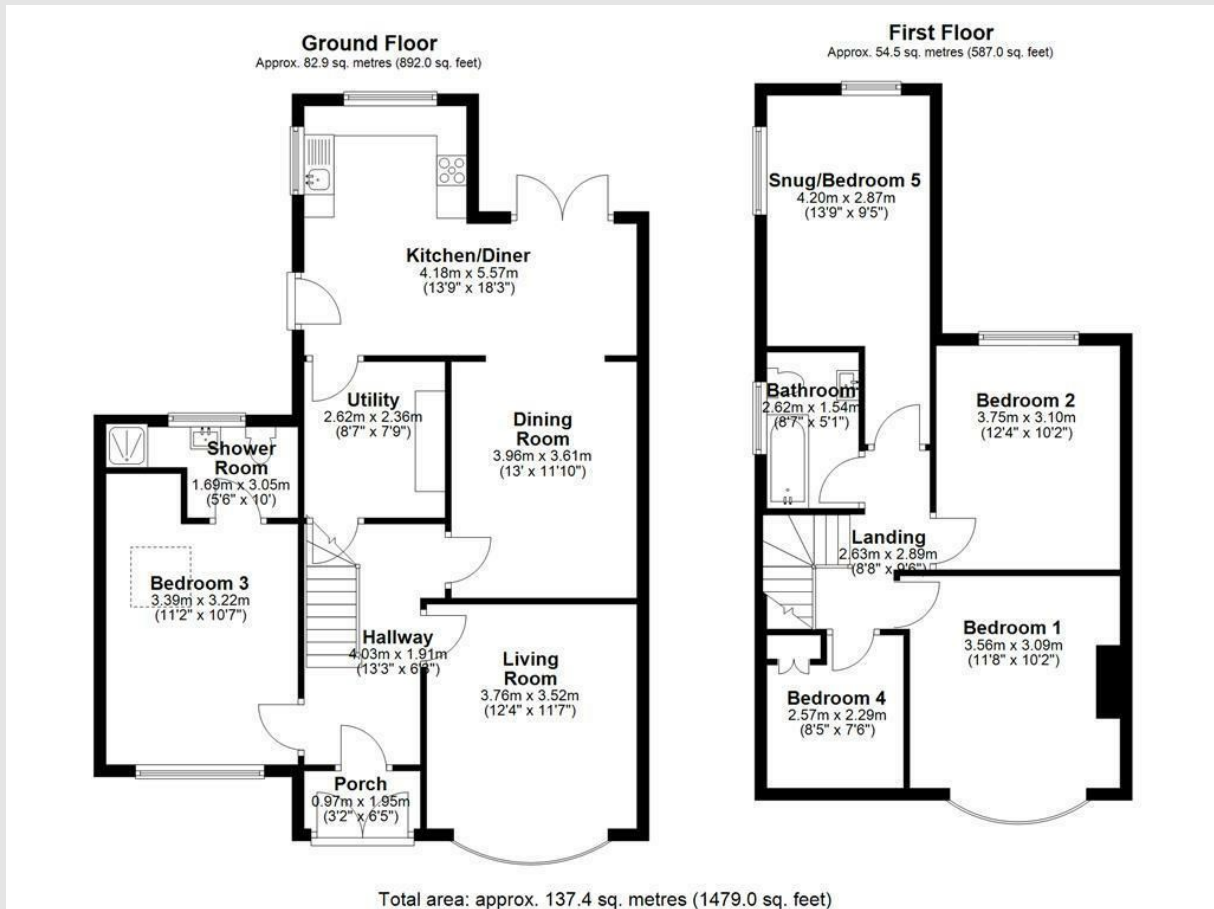 Ground Floor
Approx. 82.9 sq. metres (892.0 sq. feet)
Kitchen/Diner
4.18m x 5.57m
(13'9" x 18'3")
Utility
2.62m x 2.36m
(8'7" x 7'9")
Dining
Room
3.96m x 3.61m
(13' x 11'10")
Shower
Room
1.69m x 3.05m
(5'6" x 10')
Bedroom 3
3.39m x 3.22m
(11'2" x 10'7")
Hallway
4.03m x 1.91m
(13'3" x 6'3")
Living
Room
3.76m x 3.52m
(12'4" x 11'7")
Porch
0.97m x 1.95m
(3'2" x 6'5")
First Floor
Approx. 54.5 sq. metres (587.0 sq. feet)
Snug/Bedroom 5
4.20m x 2.87m
(13'9" x 9'5")
Bathroom
2.62m x 1.54m
(8'7" x 5'1")
Bedroom 2
3.75m x 3.10m
(12'4" x 10'2")
Landing
2.63m x 2.89m
(8'8" x 9'6")
Bedroom 1
3.56m x 3.09m
(11'8" x 10'2")
Bedroom 4
2.57m x 2.29m
(8'5" x 7'6")
Total area: approx. 137.4 sq. metres (1479.0 sq. feet)